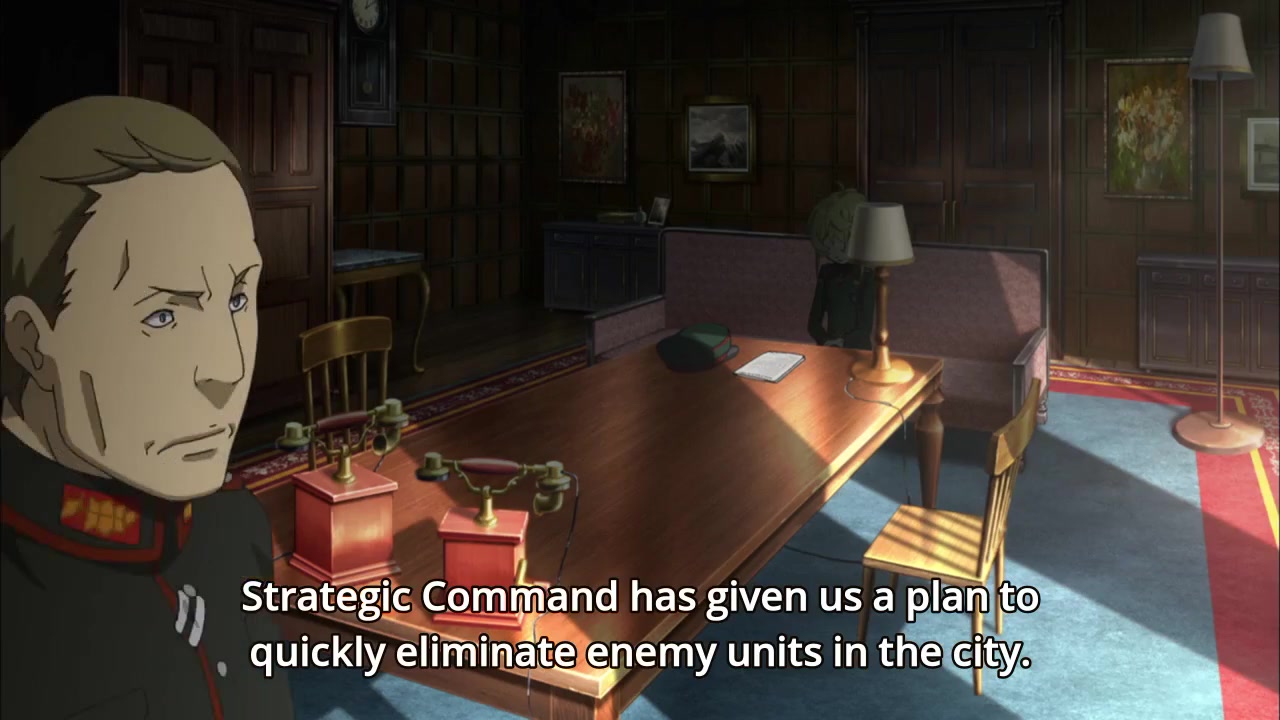 Strategic Command has given us a plan to
quickly eliminate enemy units in the city.